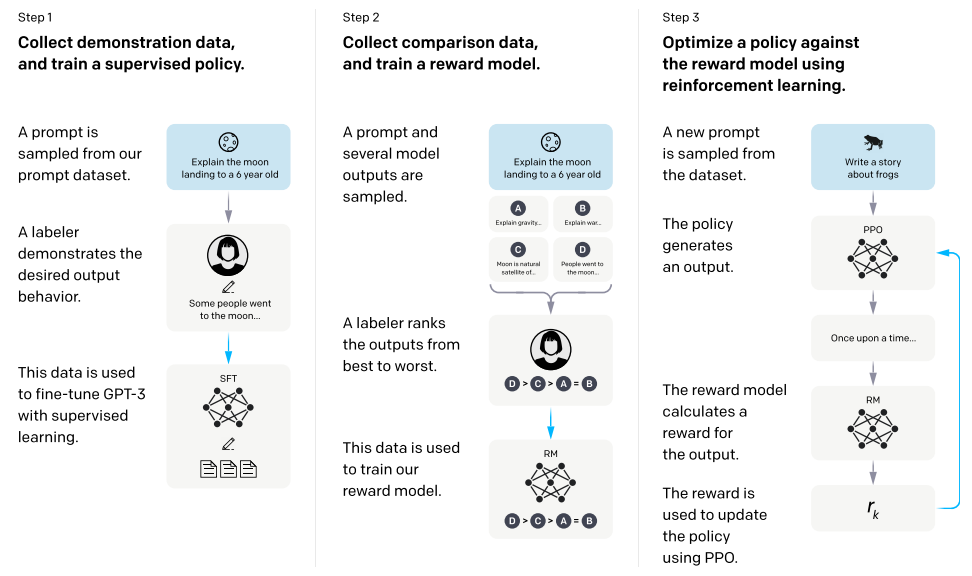 Step 1
Collect demonstration data,
and train a supervised policy.
A prompt is
sampled from our
prompt dataset.
Explain the moon
landing to a 6 year old
A labeler
demonstrates the
desired output
behavior.
Some people went
to the moon...
This data is used
to fine-tune GPT-3
with supervised
learning.
SFT
Step 2
Collect comparison data,
and train a reward model.
A prompt and
several model
outputs are
sampled.
Explain the moon
landing to a 6 year old
A
Explain gravity...
B
Explain war...
C
Moon is natural
satellite of...
D
People went to
the moon...
A labeler ranks
the outputs from
best to worst.
D > C > A = B
This data is used
to train our
reward model.
RM
D > C > A = B
Step 3
Optimize a policy against
the reward model using
reinforcement learning.
A new prompt
is sampled from
the dataset.
Write a story
about frogs
The policy
generates
an output.
PPO
Once upon a time...
The reward model
calculates a
reward for
the output.
RM
The reward is
used to update
the policy
using PPO.
rₖ